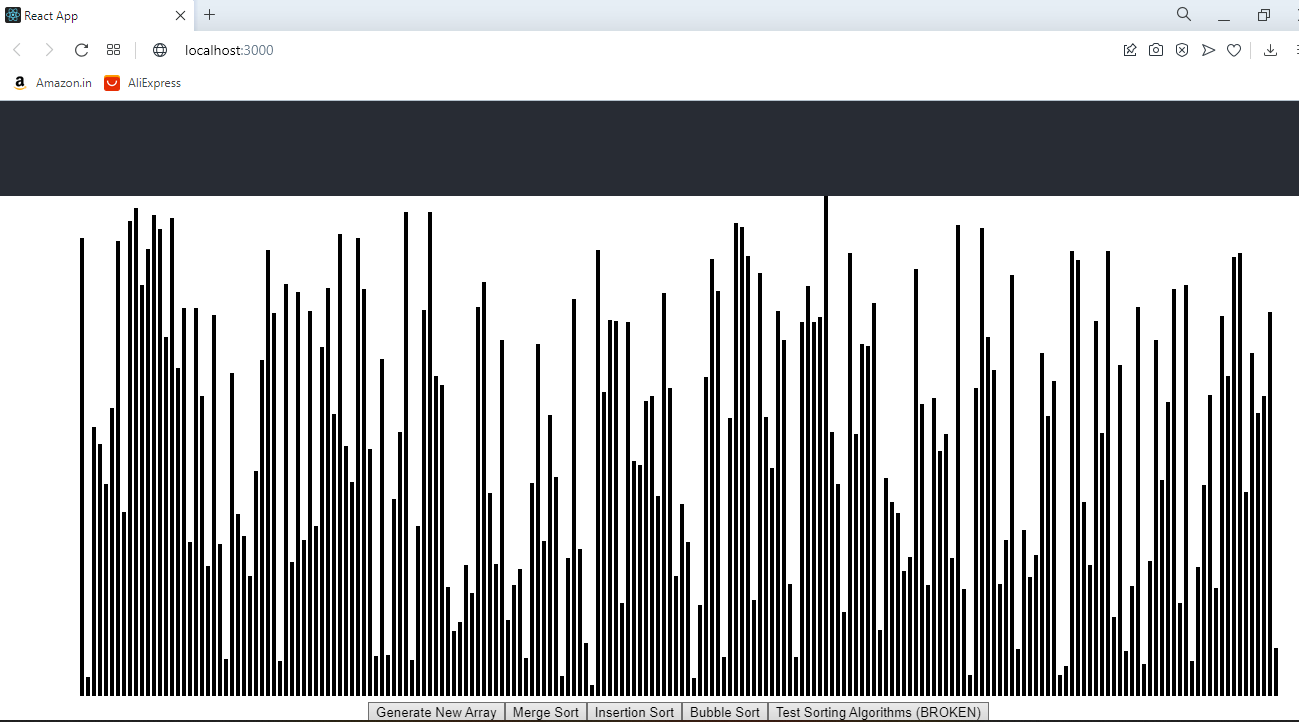 React App
localhost:3000
Amazon.in AliExpress
Generate New Array Merge Sort Insertion Sort Bubble Sort Test Sorting Algorithms (BROKEN)